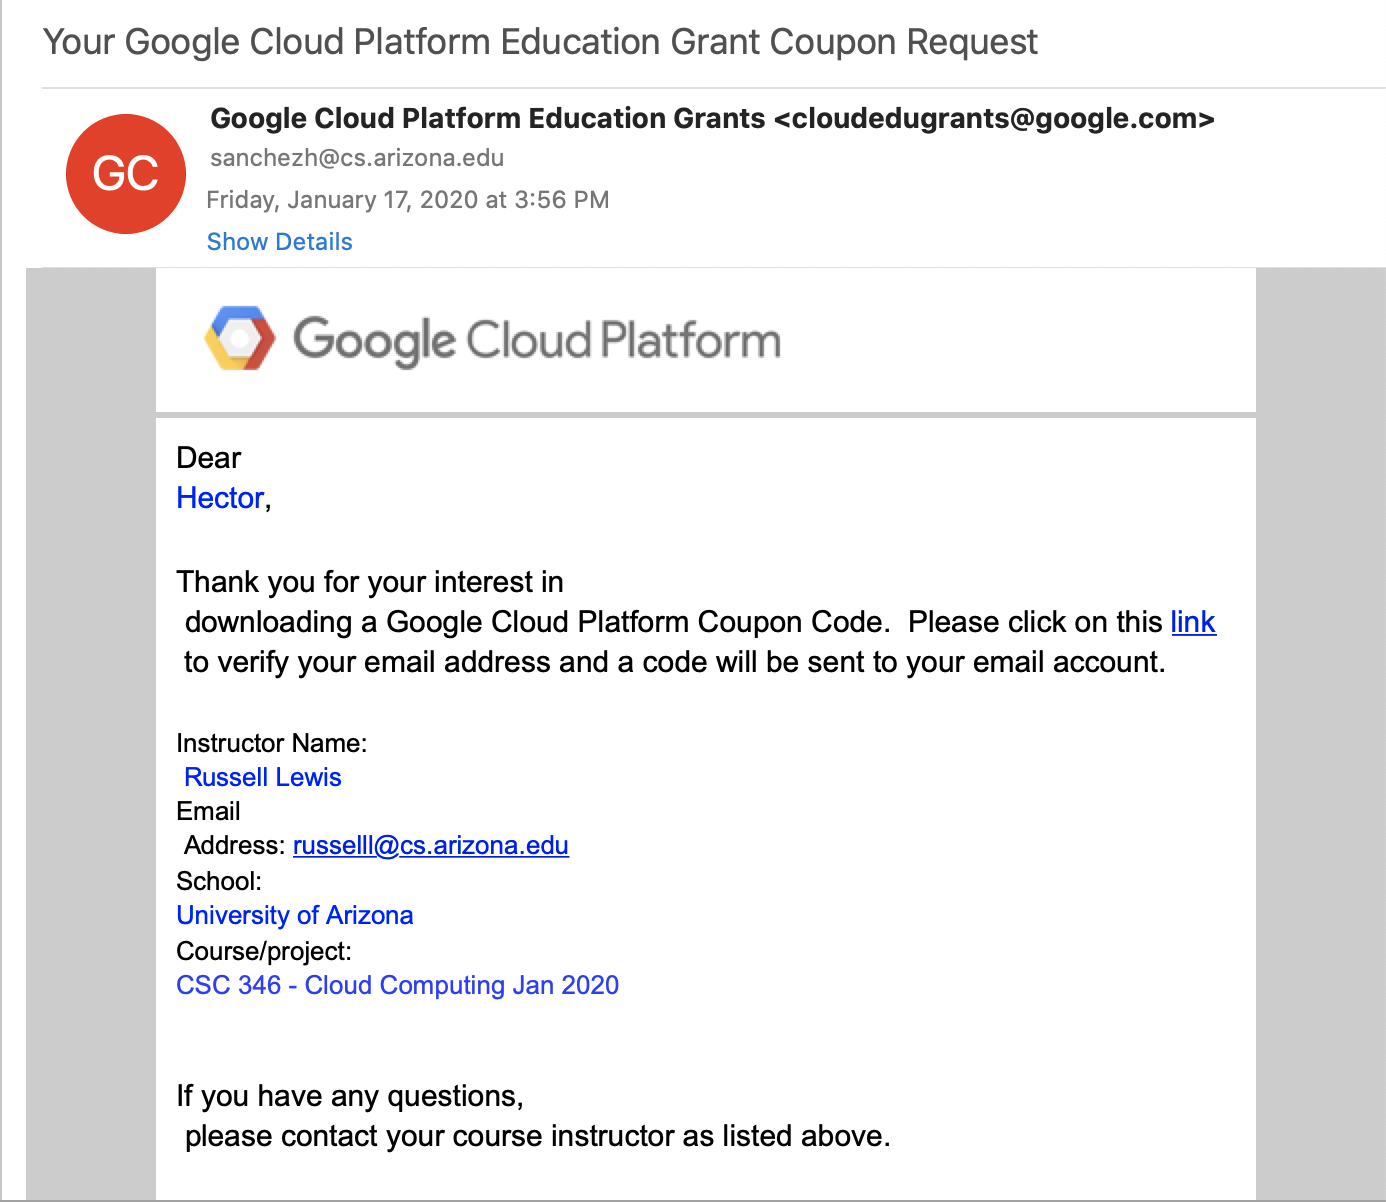 Your Google Cloud Platform Education Grant Coupon Request
Google Cloud Platform Education Grants <cloudedugrants@google.com>
GC
sanchezh@cs.arizona.edu
Friday, January 17, 2020 at 3:56 PM
Show Details
Google Cloud Platform
Dear
Hector,
Thank you for your interest in
downloading a Google Cloud Platform Coupon Code.  Please click on this link
to verify your email address and a code will be sent to your email account.
Instructor Name:
Russell Lewis
Email
Address: russelll@cs.arizona.edu
School:
University of Arizona
Course/project:
CSC 346 - Cloud Computing Jan 2020
If you have any questions,
please contact your course instructor as listed above.